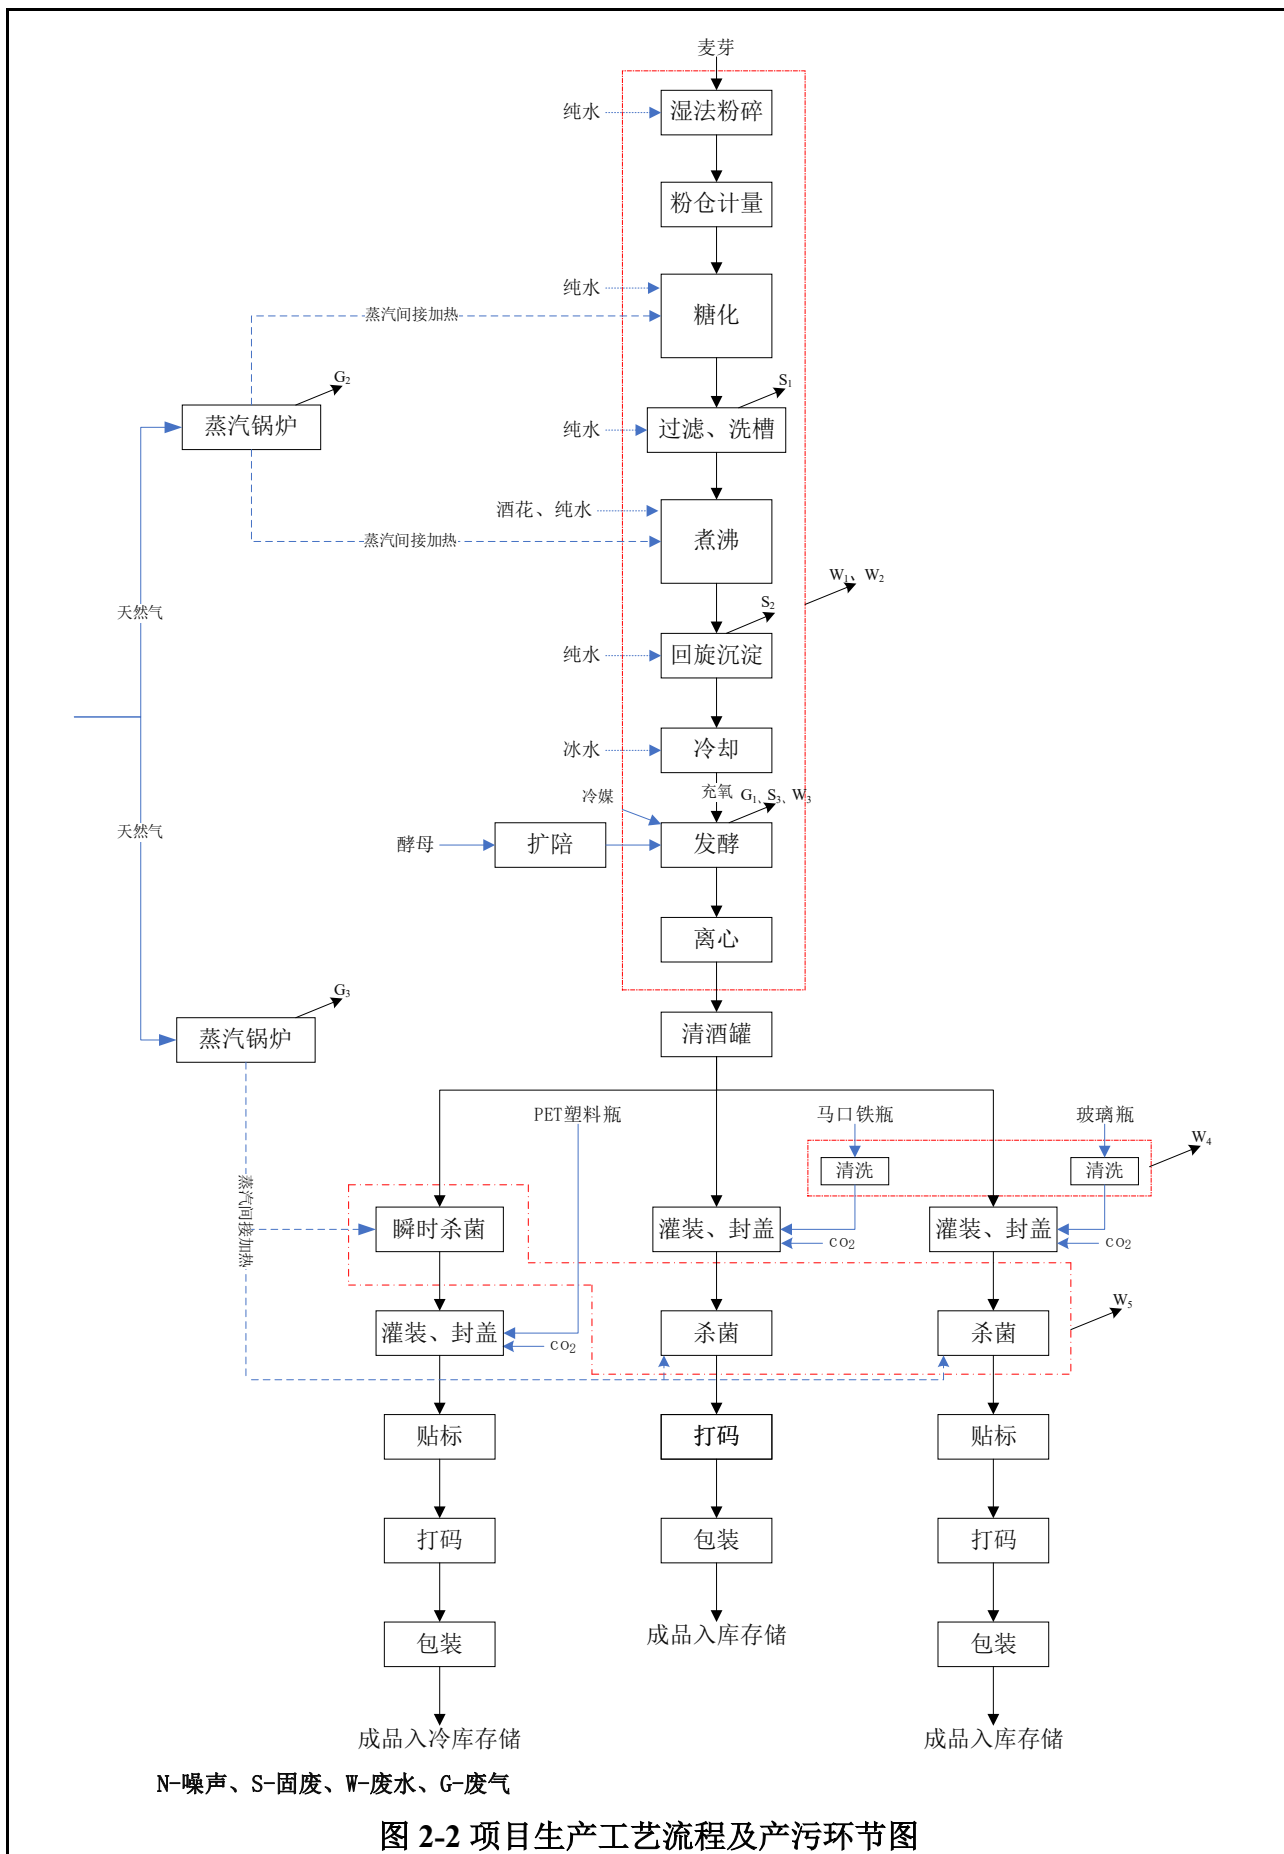 麦芽
纯水
湿法粉碎
粉仓计量
纯水
蒸汽间接加热
糖化
G2
S1
蒸汽锅炉
纯水
过滤、洗槽
酒花、纯水
蒸汽间接加热
煮沸
W1、W2
天然气
S2
纯水
回旋沉淀
冰水
冷却
冷媒
充氧
G1、S3、W3
天然气
酵母
扩陪
发酵
离心
G3
蒸汽锅炉
清酒罐
PET塑料瓶
马口铁瓶
玻璃瓶
W4
清洗
清洗
蒸汽间接加热
瞬时杀菌
灌装、封盖
CO2
灌装、封盖
CO2
W5
灌装、封盖
CO2
杀菌
杀菌
贴标
打码
贴标
打码
包装
打码
包装
成品入库存储
包装
成品入冷库存储
成品入库存储
N-噪声、S-固废、W-废水、G-废气
图 2-2 项目生产工艺流程及产污环节图